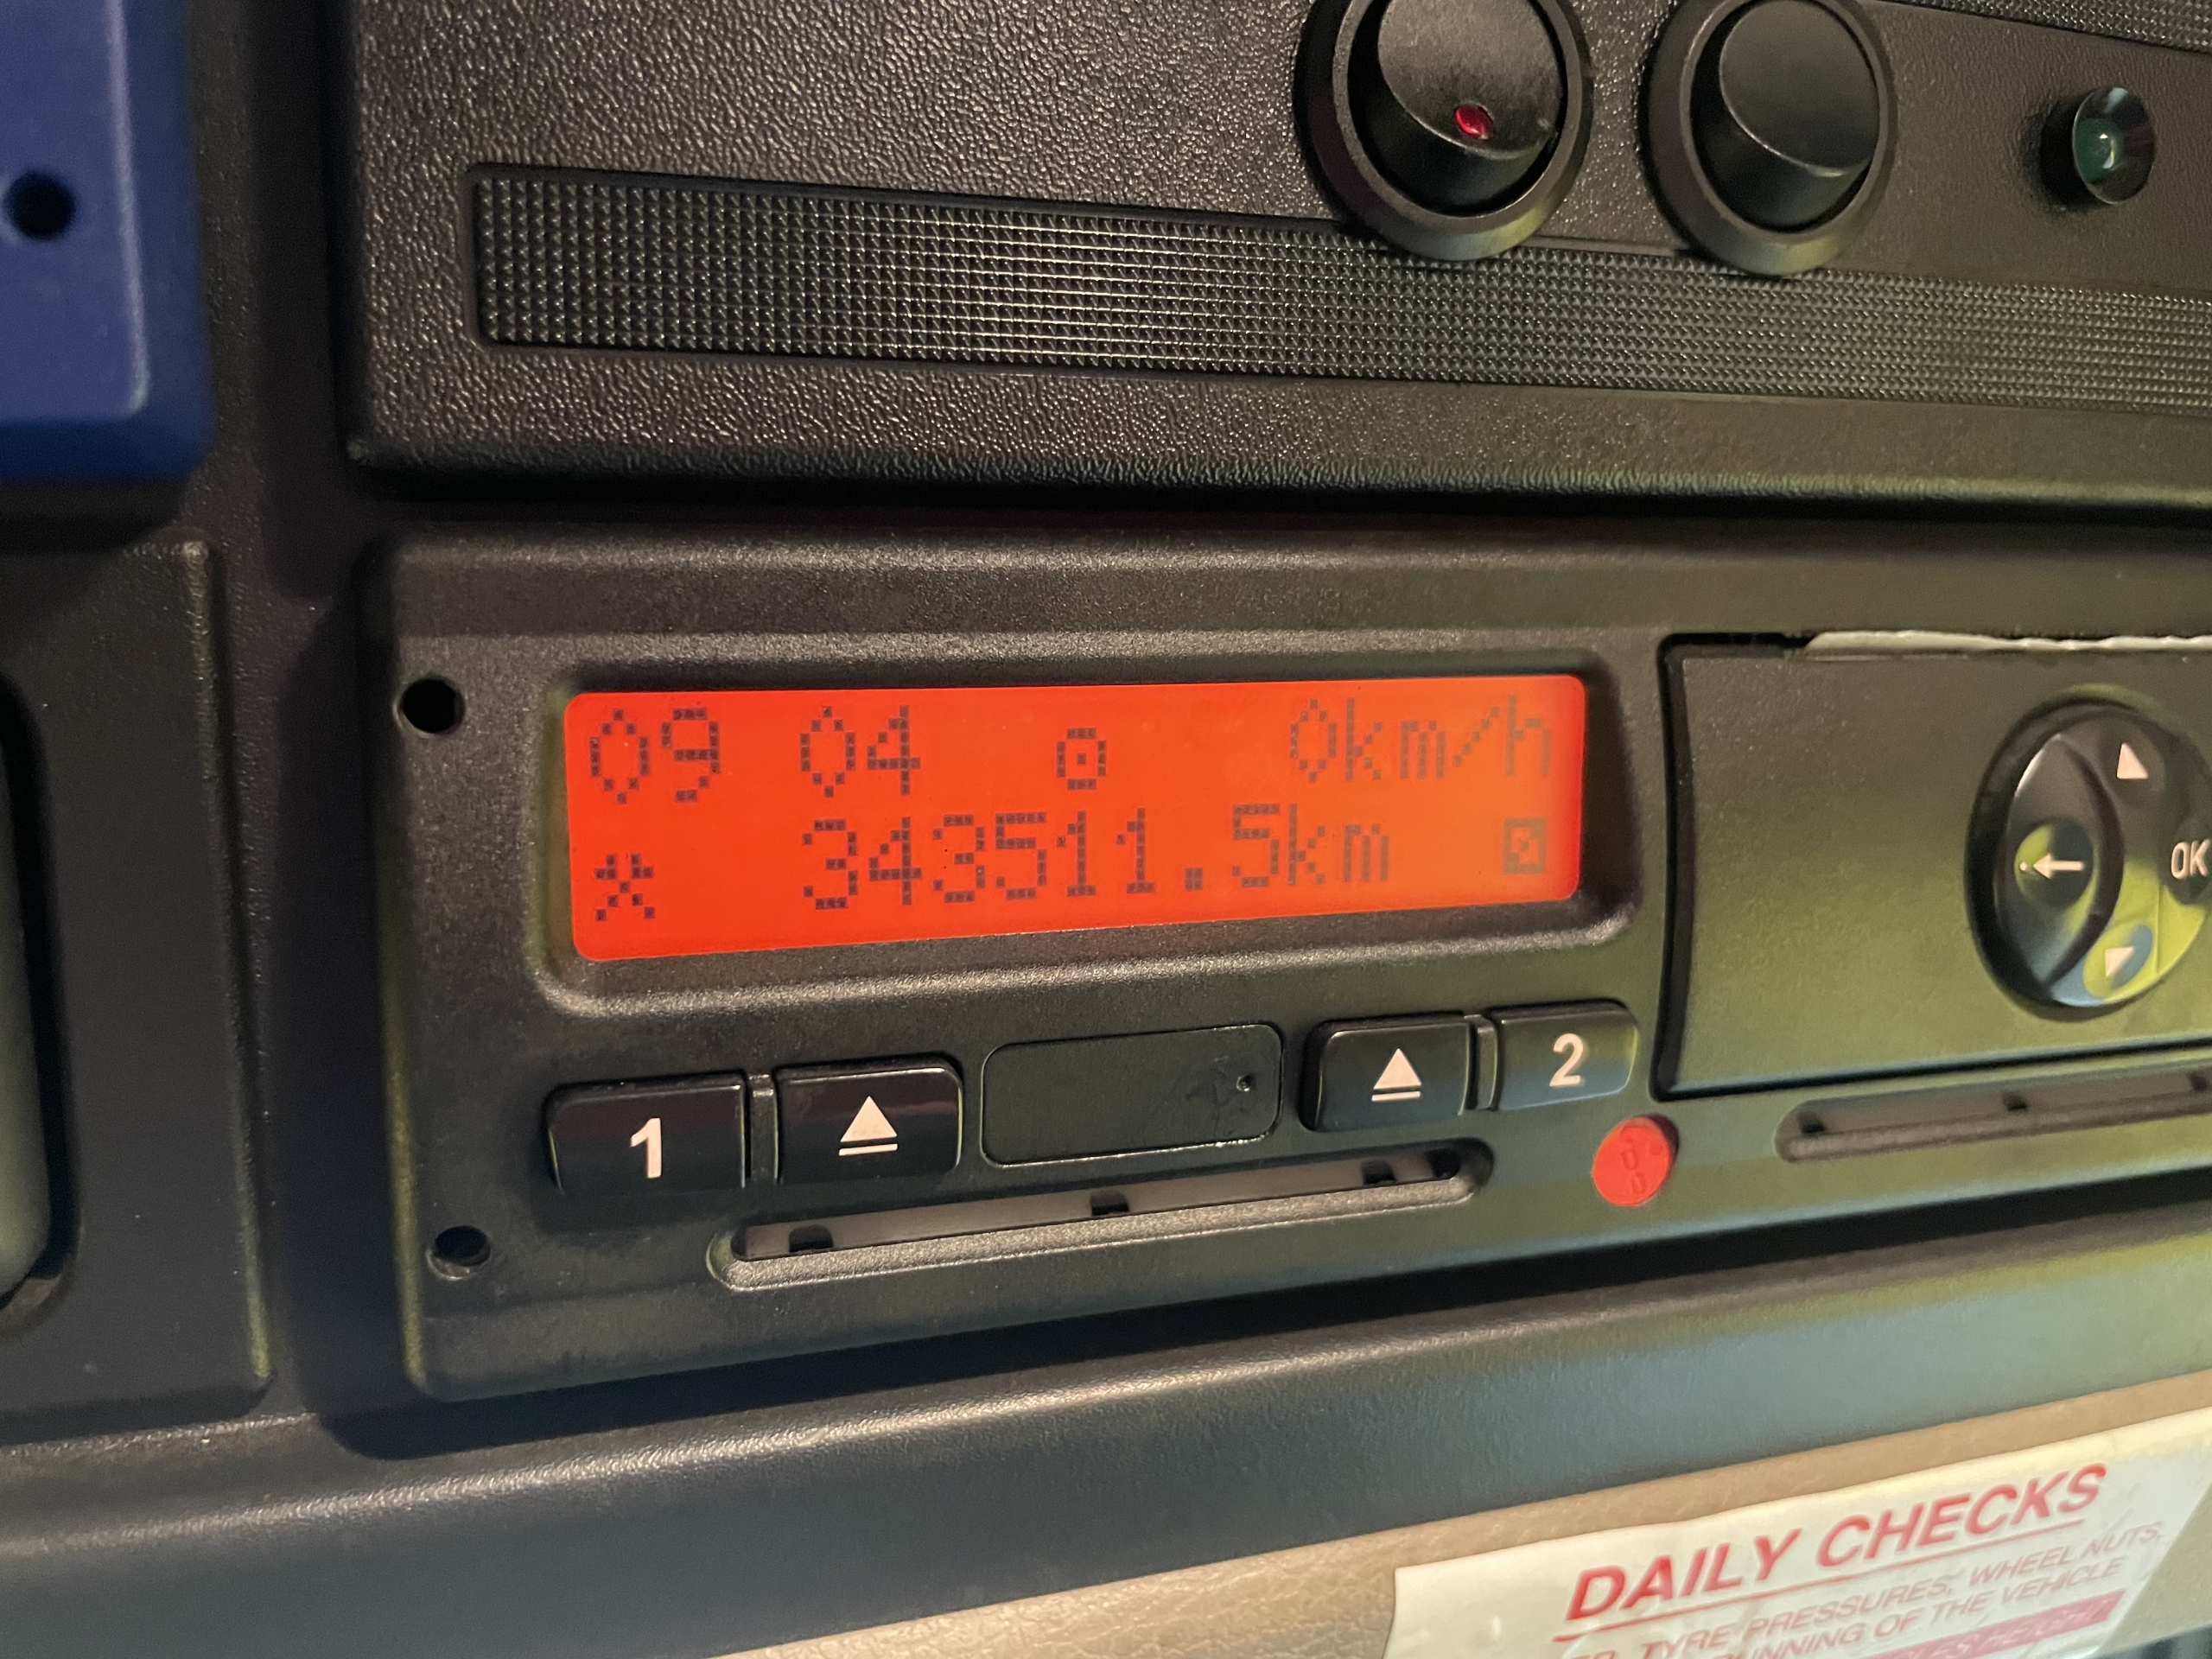 09 04 0km/h
343511.5km
OK
1 2
DAILY CHECKS
TYRE PRESSURES, WHEEL NUTS,
RUNNING OF THE VEHICLE